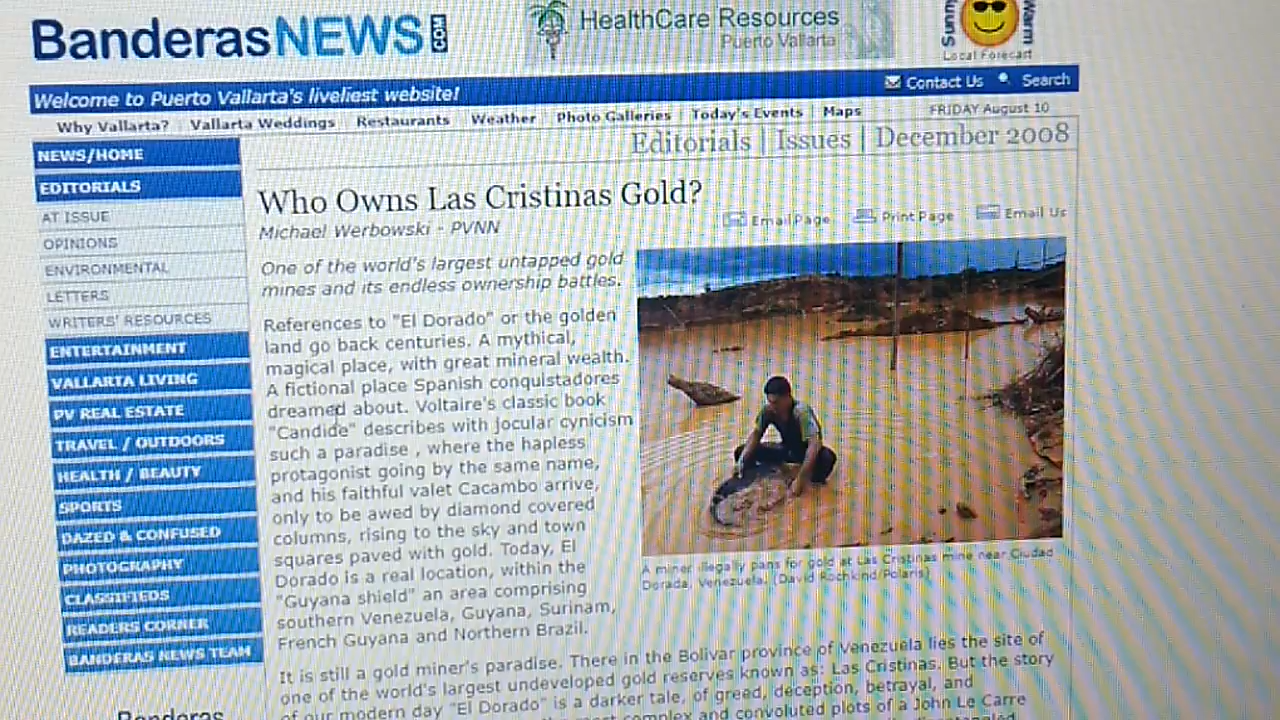 BanderasNEWS.COM
HealthCare Resources
Puerto Vallarta
Sunny
Warm
Local Forecast
Contact Us
Search
Welcome to Puerto Vallarta's liveliest website!
Why Vallarta? | Vallarta Weddings Restaurants Weather Photo Galleries Today's Events Maps
FRIDAY August 10
Editorials | Issues | December 2008
NEWS/HOME
EDITORIALS
AT ISSUE
OPINIONS
ENVIRONMENTAL
LETTERS
WRITERS' RESOURCES
ENTERTAINMENT
VALLARTA LIVING
PV REAL ESTATE
TRAVEL / OUTDOORS
HEALTH / BEAUTY
SPORTS
DAZED & CONFUSED
PHOTOGRAPHY
CLASSIFIEDS
READERS CORNER
BANDERAS NEWS TEAM
Banderas
Who Owns Las Cristinas Gold?
Email Page Print Page Email Us
Michael Werbowski - PVNN
One of the world's largest untapped gold
mines and its endless ownership battles.
References to "El Dorado" or the golden
land go back centuries. A mythical,
magical place, with great mineral wealth.
A fictional place Spanish conquistadores
dreamed about. Voltaire's classic book
"Candide" describes with jocular cynicism
such a paradise , where the hapless
protagonist going by the same name,
and his faithful valet Cacambo arrive,
only to be awed by diamond covered
columns, rising to the sky and town
squares paved with gold. Today, El
Dorado is a real location, within the
"Guyana shield" an area comprising
southern Venezuela, Guyana, Surinam,
French Guyana and Northern Brazil.
A miner illegally pans for gold at Las Cristinas mine near Ciudad
Dorada, Venezuela. (David Rochkind/Polaris)
It is still a gold miner's paradise. There in the Bolivar province of Venezuela lies the site of
one of the world's largest undeveloped gold reserves known as: Las Cristinas. But the story
of our modern day "El Dorado" is a darker tale, of greed, deception, betrayal, and
complex and convoluted plots of a John Le Carre